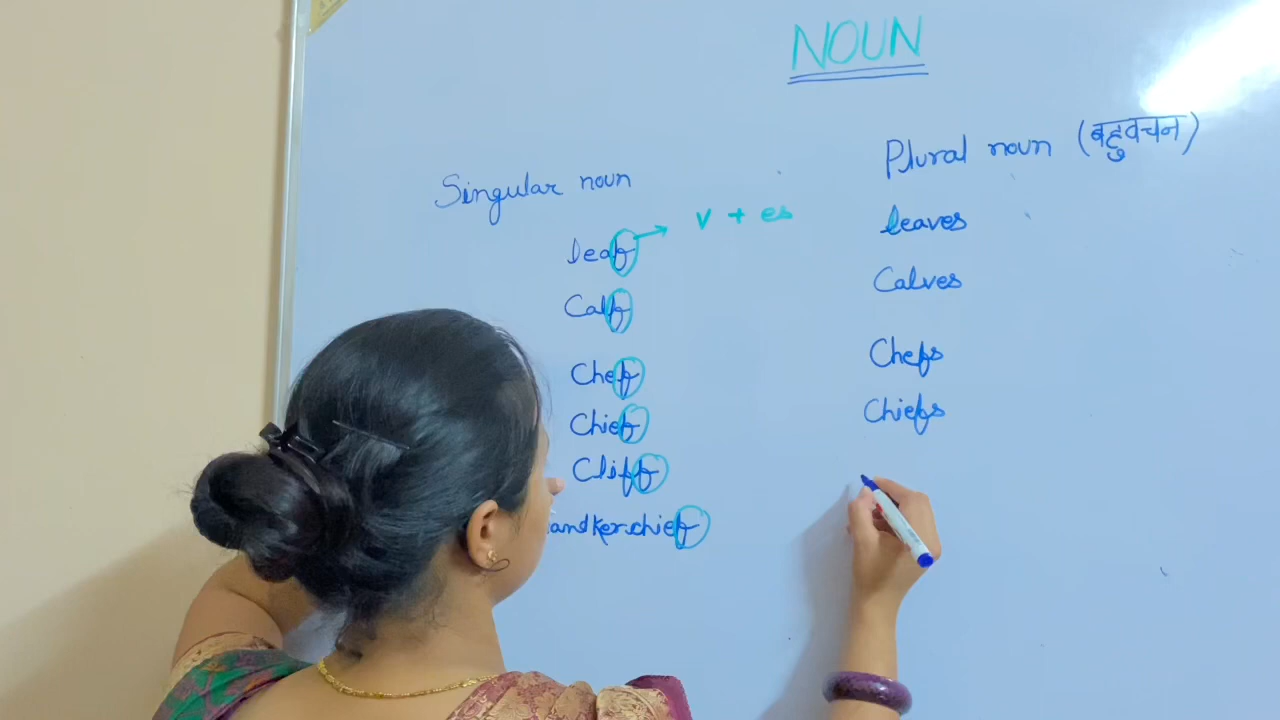 NOUN
Singular noun Plural noun (बहुवचन)
leaf → v + es leaves
Calf Calves
Chef Chefs
Chief Chiefs
Cliff
andkerchief